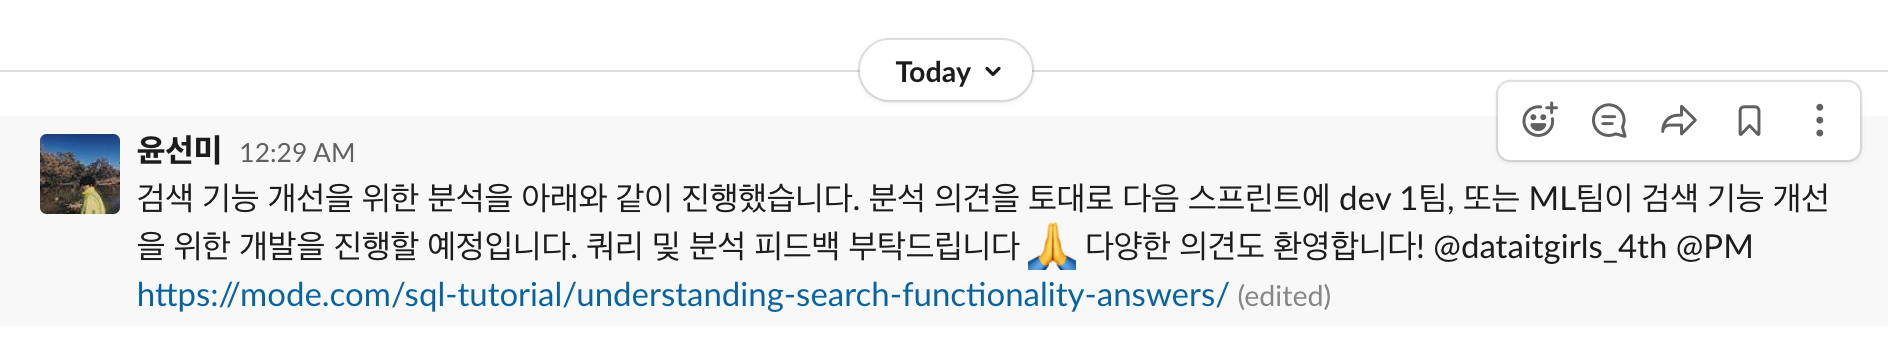 Today
윤선미 12:29 AM
검색 기능 개선을 위한 분석을 아래와 같이 진행했습니다. 분석 의견을 토대로 다음 스프린트에 dev 1팀, 또는 ML팀이 검색 기능 개선
을 위한 개발을 진행할 예정입니다. 쿼리 및 분석 피드백 부탁드립니다 🙏 다양한 의견도 환영합니다! @dataitgirls_4th @PM
https://mode.com/sql-tutorial/understanding-search-functionality-answers/ (edited)